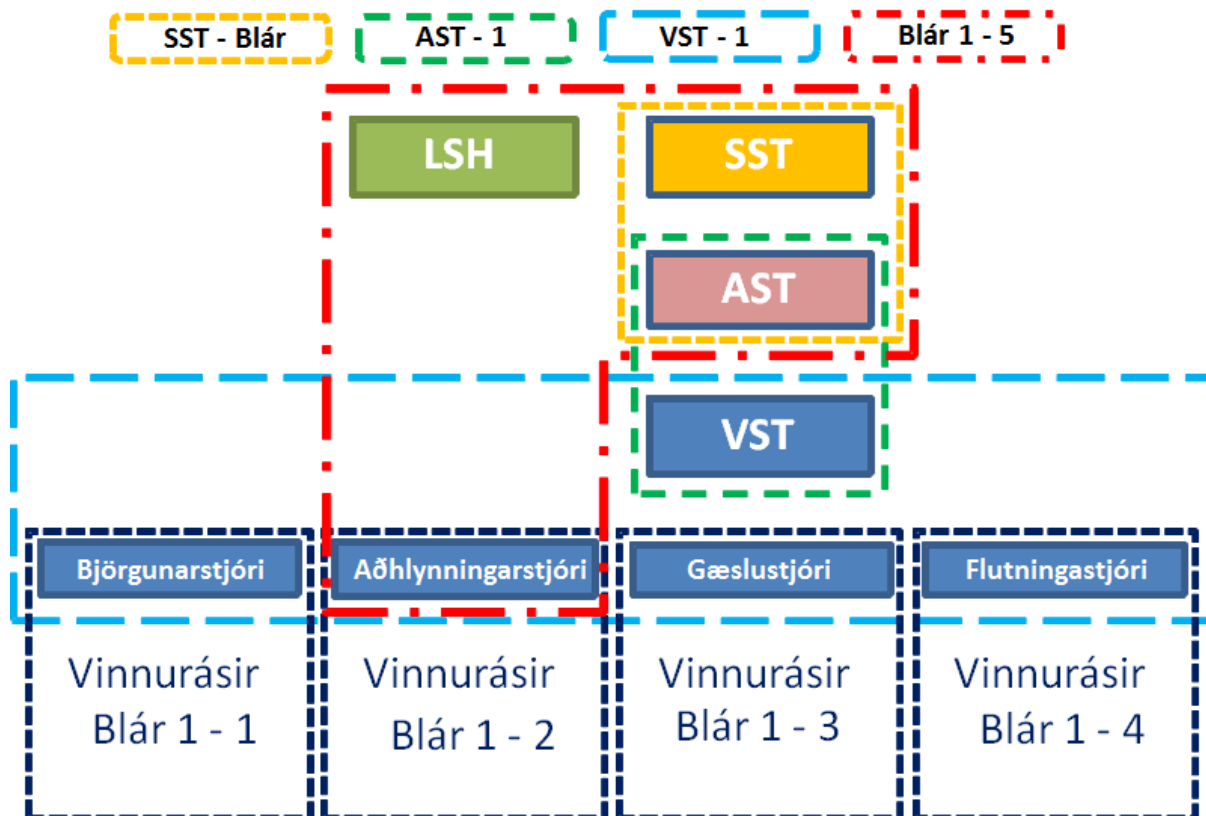 SST - Blár
AST - 1
VST - 1
Blár 1 - 5
LSH
SST
AST
VST
Björgunarstjóri
Aðhlynningarstjóri
Gæslustjóri
Flutningastjóri
Vinnurásir
Blár 1 - 1
Vinnurásir
Blár 1 - 2
Vinnurásir
Blár 1 - 3
Vinnurásir
Blár 1 - 4